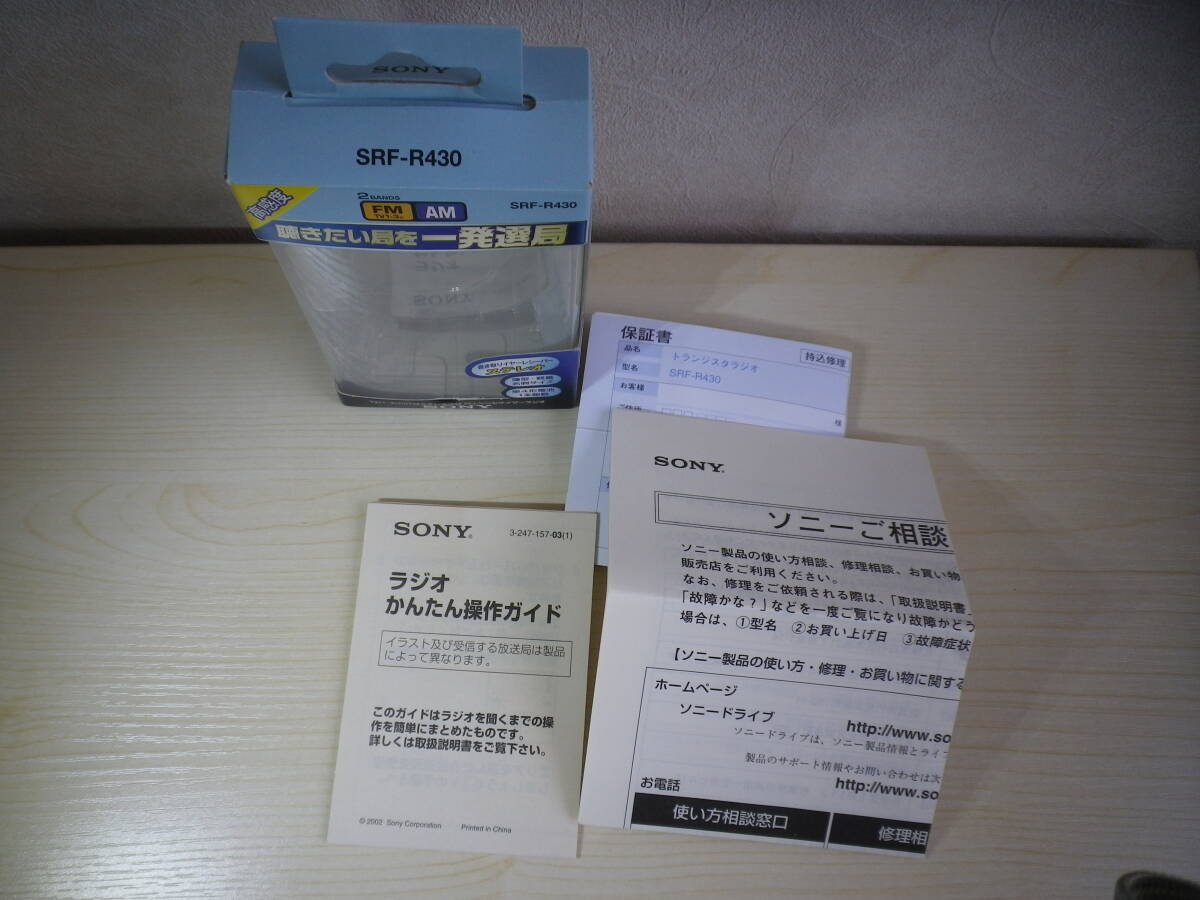 SONY
SRF-R430
高感度
2 BANDS
FM AM
TV1-3ch
SRF-R430
聴きたい局を一発選局
SONY
ステレオ
SONY
保証書
持込修理
品名
トランジスタラジオ
型名
SRF-R430
お客様
様
SONY
ソニーご相談
ソニー製品の使い方相談、修理相談、お買い物
販売店をご利用ください。
なお、修理をご依頼される際は、「取扱説明書
「故障かな?」などを一度ご覧になり故障かどう
場合は、①型名 ②お買い上げ日 ③故障症状
【ソニー製品の使い方・修理・お買い物に関する
ホームページ
ソニードライブ
http://www.so
ソニードライブは、ソニー製品情報とライフ
製品のサポート情報やお問い合わせは次
http://www.so
お電話
使い方相談窓口
修理相
SONY
3-247-157-03(1)
ラジオ
かんたん操作ガイド
イラスト及び受信する放送局は製品
によって異なります。
このガイドはラジオを聞くまでの操
作を簡単にまとめたものです。
詳しくは取扱説明書をご覧下さい。
© 2002 Sony Corporation Printed in China